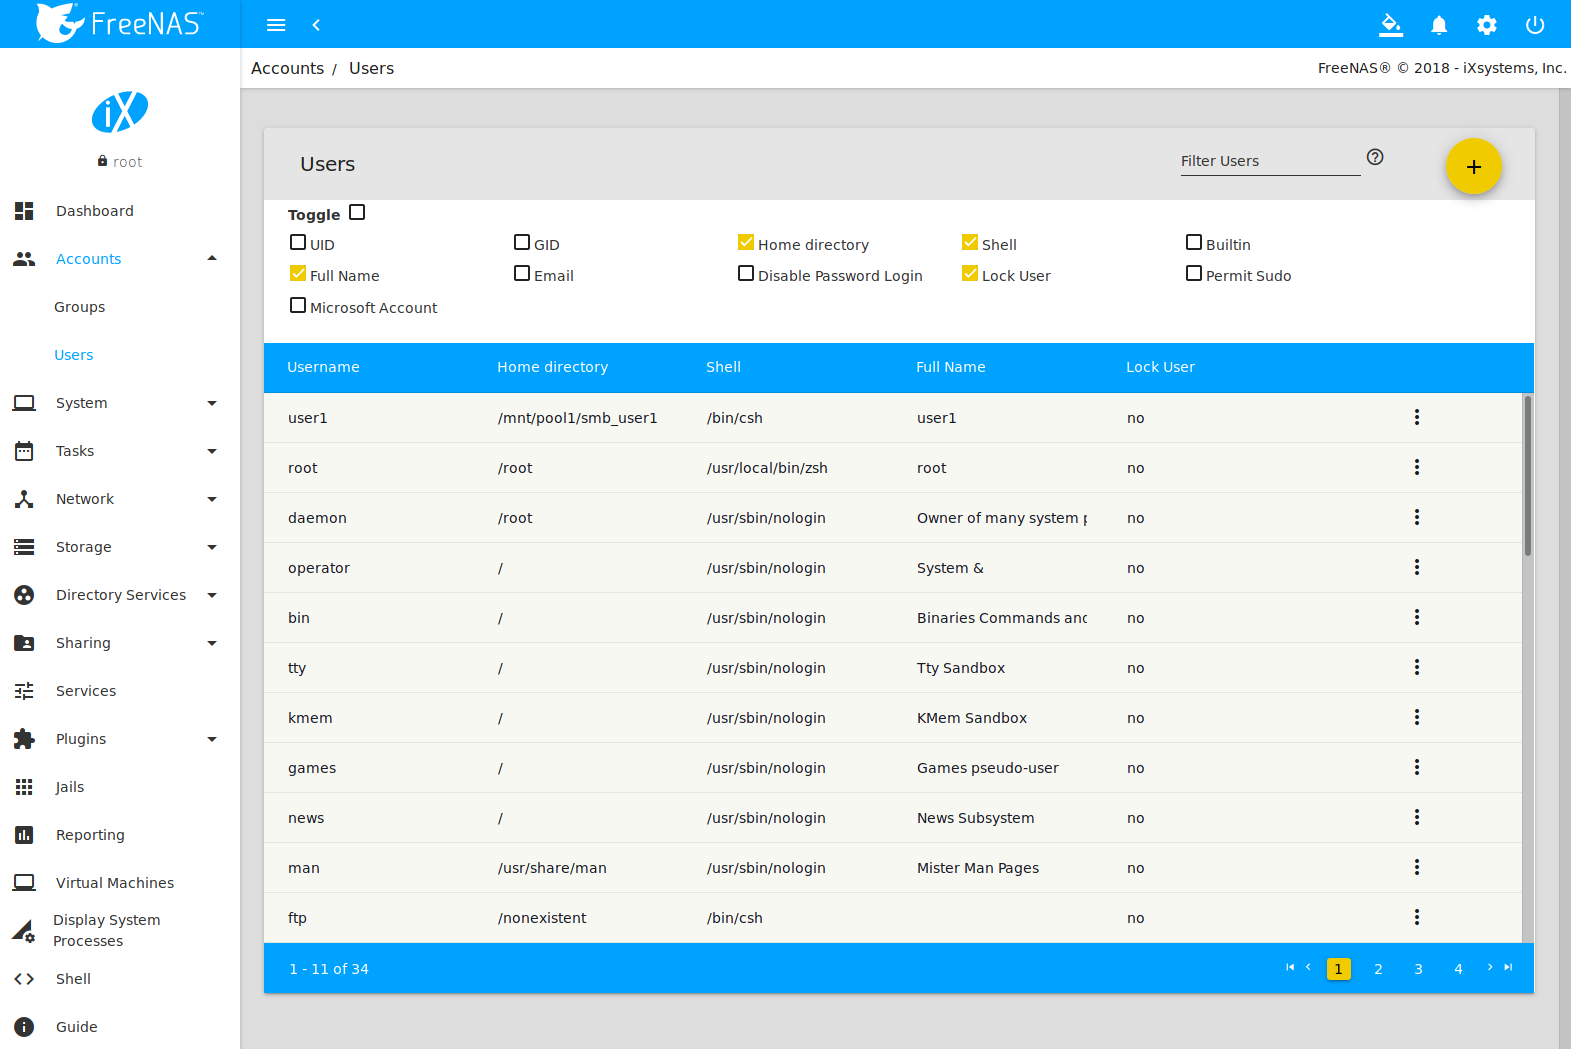 FreeNAS™
Accounts / Users
FreeNAS® © 2018 - iXsystems, Inc.
iX
root
Dashboard
Accounts
Groups
Users
System
Tasks
Network
Storage
Directory Services
Sharing
Services
Plugins
Jails
Reporting
Virtual Machines
Display System
Processes
Shell
Guide
Users
Filter Users
Toggle
UID GID Home directory Shell Builtin
Full Name Email Disable Password Login Lock User Permit Sudo
Microsoft Account
Username Home directory Shell Full Name Lock User
user1 /mnt/pool1/smb_user1 /bin/csh user1 no
root /root /usr/local/bin/zsh root no
daemon /root /usr/sbin/nologin Owner of many system p no
operator / /usr/sbin/nologin System & no
bin / /usr/sbin/nologin Binaries Commands and no
tty / /usr/sbin/nologin Tty Sandbox no
kmem / /usr/sbin/nologin KMem Sandbox no
games / /usr/sbin/nologin Games pseudo-user no
news / /usr/sbin/nologin News Subsystem no
man /usr/share/man /usr/sbin/nologin Mister Man Pages no
ftp /nonexistent /bin/csh no
1 - 11 of 34 1 2 3 4